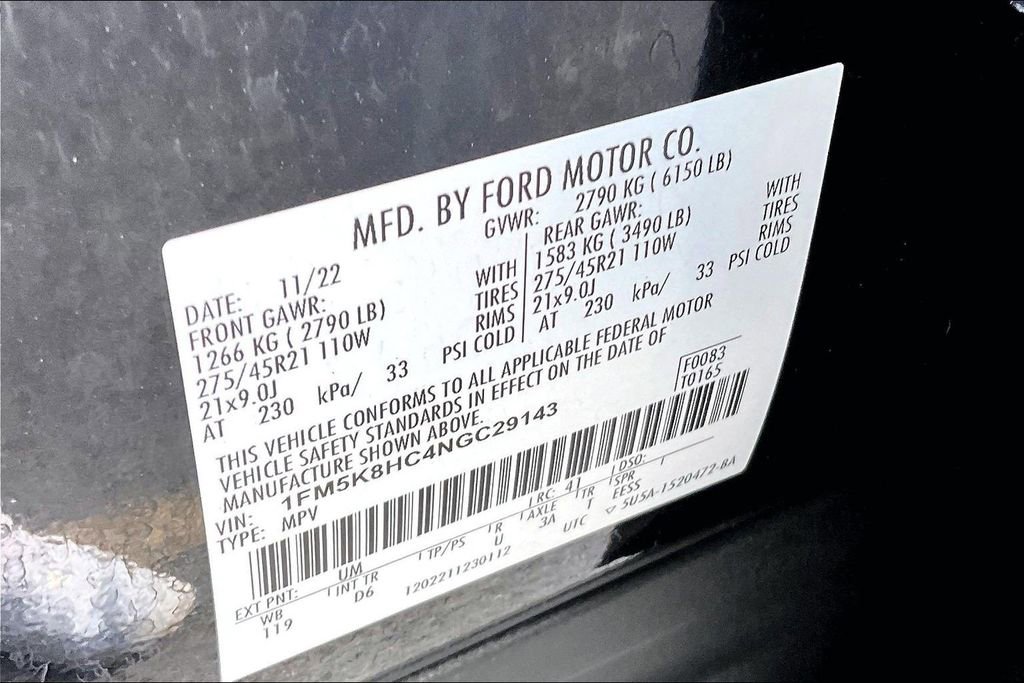 MFD. BY FORD MOTOR CO.
DATE: 11/22 GVWR: 2790 KG ( 6150 LB)
FRONT GAWR: REAR GAWR:
1266 KG ( 2790 LB) WITH 1583 KG ( 3490 LB) WITH
275/45R21 110W TIRES 275/45R21 110W TIRES
21x9.0J RIMS 21x9.0J RIMS
AT 230 kPa/ 33 PSI COLD AT 230 kPa/ 33 PSI COLD
THIS VEHICLE CONFORMS TO ALL APPLICABLE FEDERAL MOTOR
VEHICLE SAFETY STANDARDS IN EFFECT ON THE DATE OF
MANUFACTURE SHOWN ABOVE.
VIN: 1FM5K8HC4NGC29143
TYPE: MPV
F0083
T0165
EXT PNT: UM RC: 41 DSO:
WB INT TR TP/PS R AXLE TR SPR
119 D6 U 3A T EESS
1202211230112 UTC ▽ 5U5A-1520472-BA